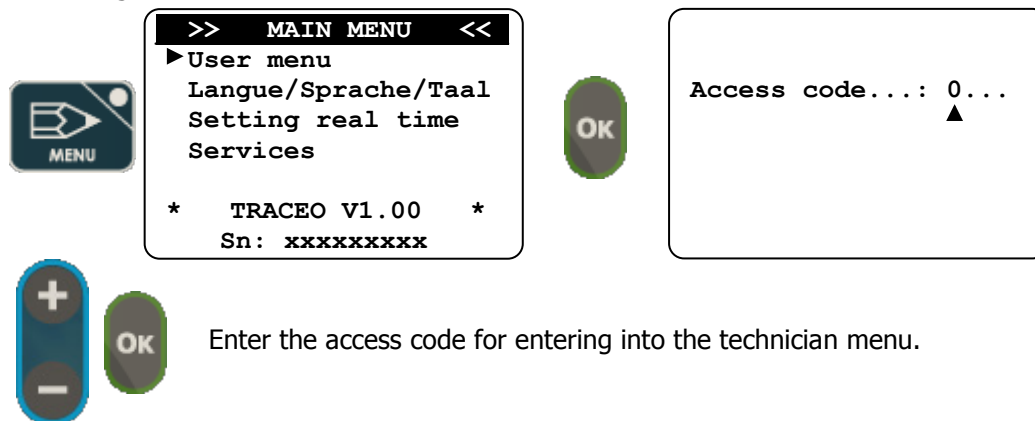 >> MAIN MENU <<
►User menu
Langue/Sprache/Taal
Setting real time
Services
* TRACEO V1.00 *
Sn: xxxxxxxxx
MENU
OK
Access code...: 0...
▲
+
-
OK
Enter the access code for entering into the technician menu.